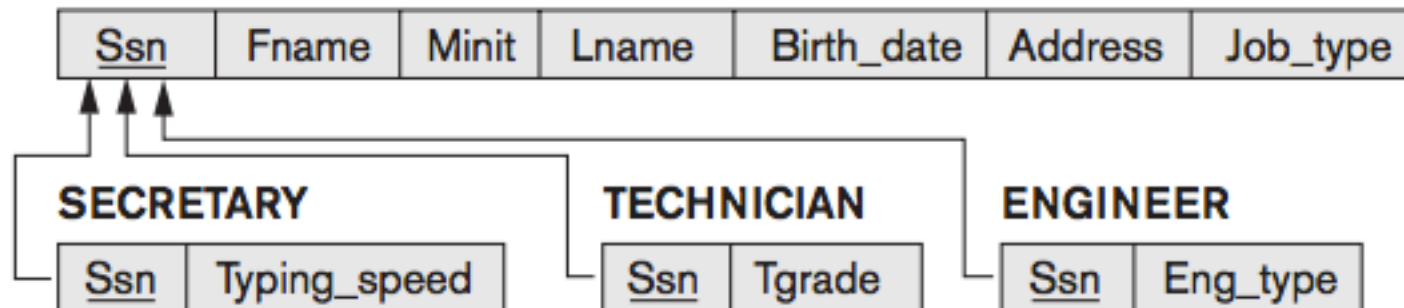 Ssn Fname Minit Lname Birth_date Address Job_type
SECRETARY TECHNICIAN ENGINEER
Ssn Typing_speed Ssn Tgrade Ssn Eng_type